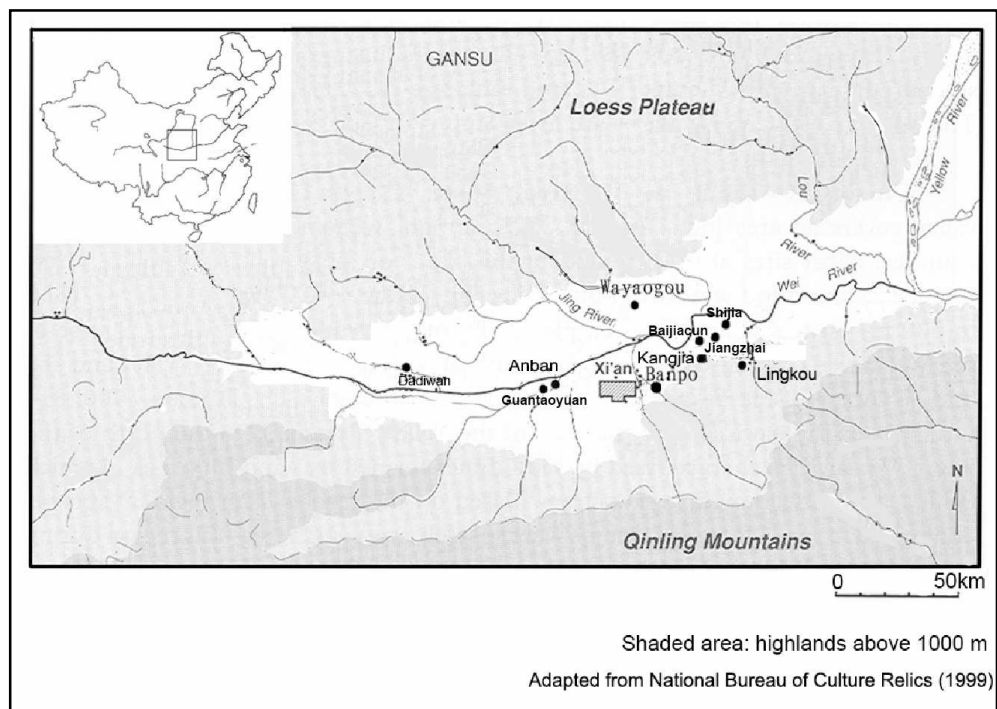 GANSU
Loess Plateau
River
Yellow
Lou
River
Wei River
Wayaogou
Jing River
Shijia
Baijiacun
Jiangzhai
Kangjia
Anban
Xi'an
Banpo
Lingkou
Dadiwan
Guantaoyuan
N
Qinling Mountains
0 50km
Shaded area: highlands above 1000 m
Adapted from National Bureau of Culture Relics (1999)